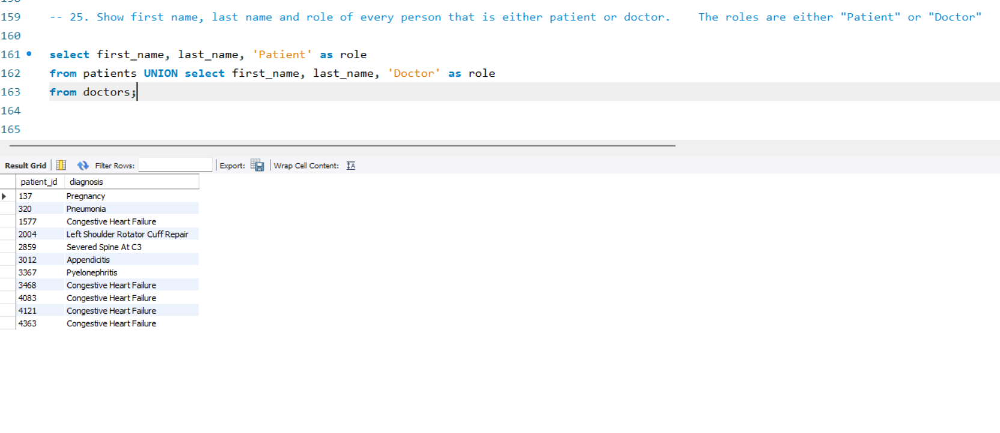 159 -- 25. Show first name, last name and role of every person that is either patient or doctor. The roles are either "Patient" or "Doctor"
160
161 select first_name, last_name, 'Patient' as role
162 from patients UNION select first_name, last_name, 'Doctor' as role
163 from doctors;
164
165
Result Grid Filter Rows: Export: Wrap Cell Content: IA
patient_id diagnosis
137 Pregnancy
320 Pneumonia
1577 Congestive Heart Failure
2004 Left Shoulder Rotator Cuff Repair
2859 Severed Spine At C3
3012 Appendicitis
3367 Pyelonephritis
3468 Congestive Heart Failure
4083 Congestive Heart Failure
4121 Congestive Heart Failure
4363 Congestive Heart Failure